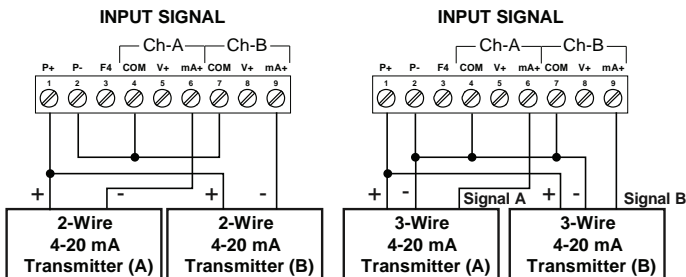 INPUT SIGNAL
Ch-A Ch-B
P+ P- F4 COM V+ mA+ COM V+ mA+
1 2 3 4 5 6 7 8 9
+ - + -
2-Wire
4-20 mA
Transmitter (A)
2-Wire
4-20 mA
Transmitter (B)
INPUT SIGNAL
Ch-A Ch-B
P+ P- F4 COM V+ mA+ COM V+ mA+
1 2 3 4 5 6 7 8 9
+ - Signal A + - Signal B
3-Wire
4-20 mA
Transmitter (A)
3-Wire
4-20 mA
Transmitter (B)